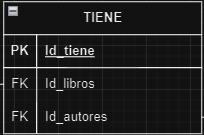 TIENE
PK Id_tiene
FK Id_libros
FK Id_autores